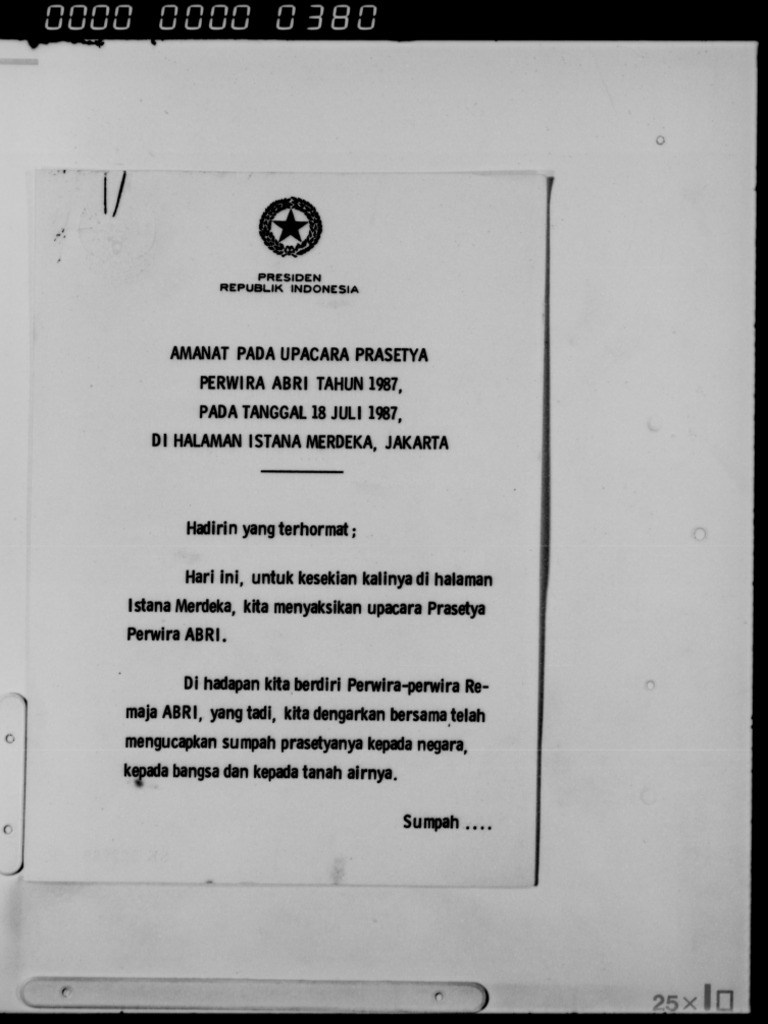 0000 0000 0380
PRESIDEN
REPUBLIK INDONESIA
AMANAT PADA UPACARA PRASETYA
PERWIRA ABRI TAHUN 1987,
PADA TANGGAL 18 JULI 1987,
DI HALAMAN ISTANA MERDEKA, JAKARTA
Hadirin yang terhormat;
Hari ini, untuk kesekian kalinya di halaman
Istana Merdeka, kita menyaksikan upacara Prasetya
Perwira ABRI.
Di hadapan kita berdiri Perwira-perwira Re-
maja ABRI, yang tadi, kita dengarkan bersama telah
mengucapkan sumpah prasetyanya kepada negara,
kepada bangsa dan kepada tanah airnya.
Sumpah ....
25×